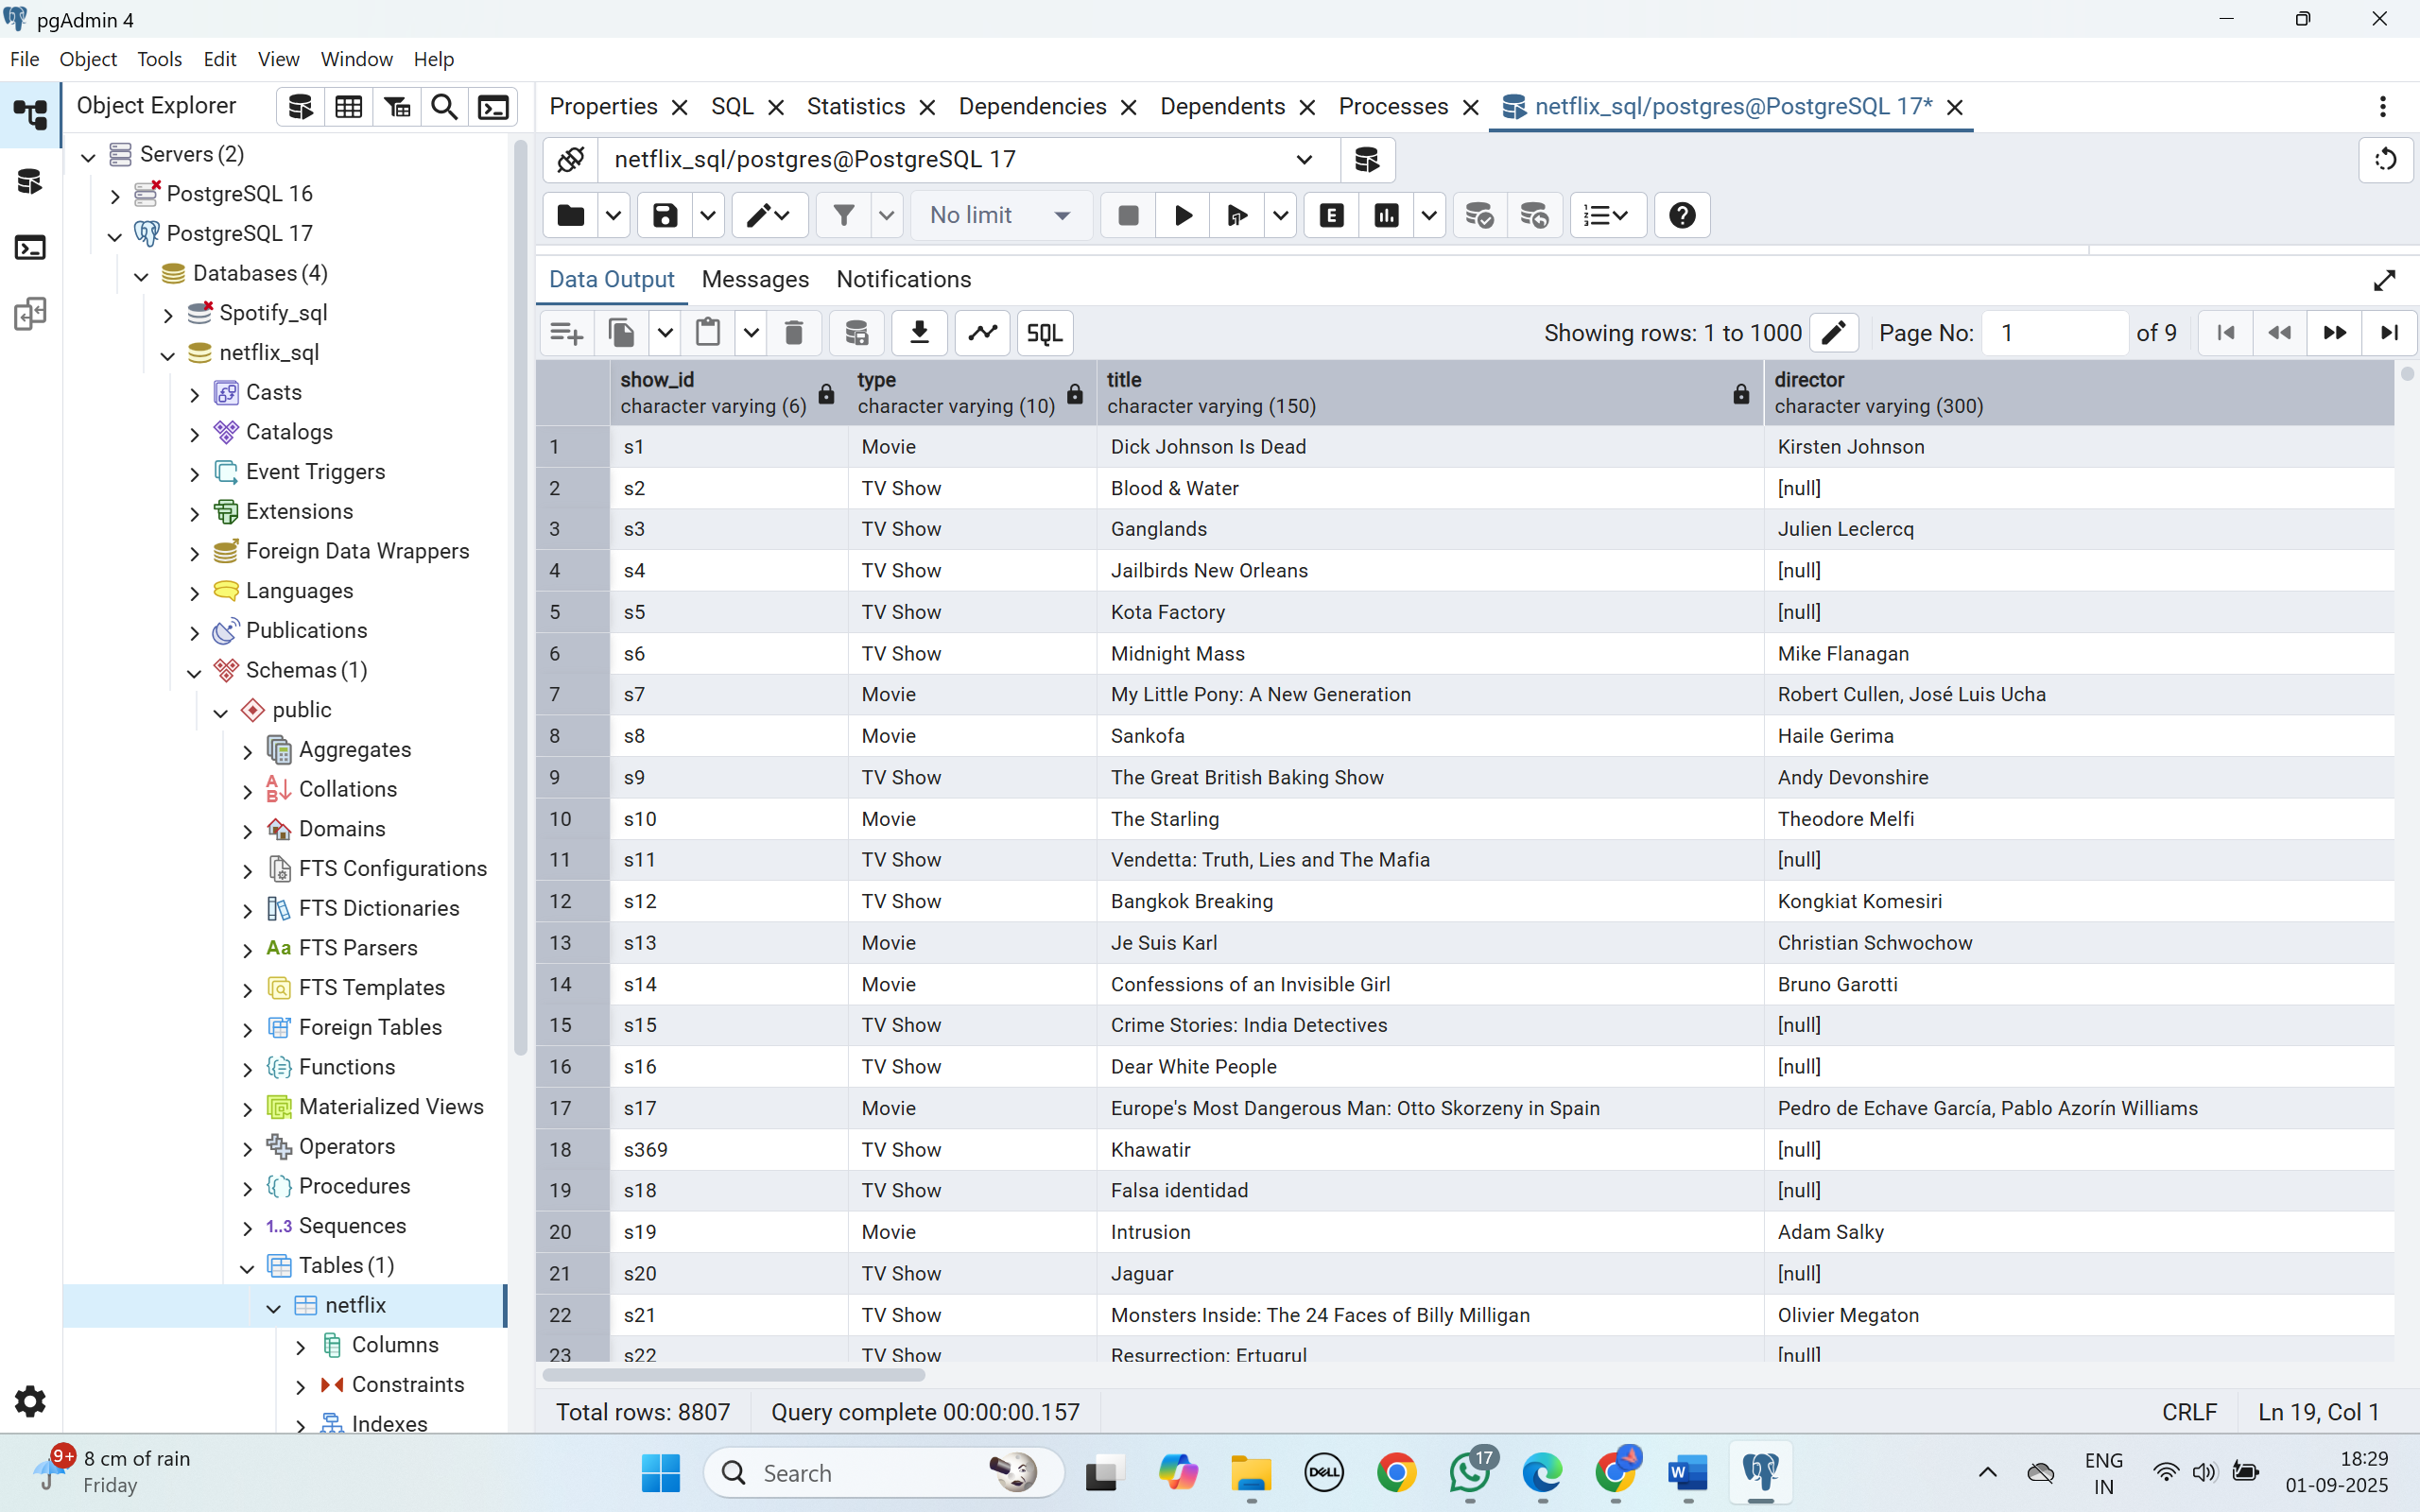 pgAdmin 4
File Object Tools Edit View Window Help
Object Explorer
Properties SQL Statistics Dependencies Dependents Processes netflix_sql/postgres@PostgreSQL 17*
Servers (2)
PostgreSQL 16
PostgreSQL 17
Databases (4)
Spotify_sql
netflix_sql
Casts
Catalogs
Event Triggers
Extensions
Foreign Data Wrappers
Languages
Publications
Schemas (1)
public
Aggregates
Collations
Domains
FTS Configurations
FTS Dictionaries
Aa FTS Parsers
FTS Templates
Foreign Tables
Functions
Materialized Views
Operators
Procedures
1..3 Sequences
Tables (1)
netflix
Columns
Constraints
Indexes
netflix_sql/postgres@PostgreSQL 17
No limit E
Data Output Messages Notifications
SQL Showing rows: 1 to 1000 Page No: 1 of 9
show_id type title director
character varying (6) character varying (10) character varying (150) character varying (300)
1 s1 Movie Dick Johnson Is Dead Kirsten Johnson
2 s2 TV Show Blood & Water [null]
3 s3 TV Show Ganglands Julien Leclercq
4 s4 TV Show Jailbirds New Orleans [null]
5 s5 TV Show Kota Factory [null]
6 s6 TV Show Midnight Mass Mike Flanagan
7 s7 Movie My Little Pony: A New Generation Robert Cullen, José Luis Ucha
8 s8 Movie Sankofa Haile Gerima
9 s9 TV Show The Great British Baking Show Andy Devonshire
10 s10 Movie The Starling Theodore Melfi
11 s11 TV Show Vendetta: Truth, Lies and The Mafia [null]
12 s12 TV Show Bangkok Breaking Kongkiat Komesiri
13 s13 Movie Je Suis Karl Christian Schwochow
14 s14 Movie Confessions of an Invisible Girl Bruno Garotti
15 s15 TV Show Crime Stories: India Detectives [null]
16 s16 TV Show Dear White People [null]
17 s17 Movie Europe's Most Dangerous Man: Otto Skorzeny in Spain Pedro de Echave García, Pablo Azorín Williams
18 s369 TV Show Khawatir [null]
19 s18 TV Show Falsa identidad [null]
20 s19 Movie Intrusion Adam Salky
21 s20 TV Show Jaguar [null]
22 s21 TV Show Monsters Inside: The 24 Faces of Billy Milligan Olivier Megaton
23 s22 TV Show Resurrection: Ertugrul [null]
Total rows: 8807 Query complete 00:00:00.157 CRLF Ln 19, Col 1
9+ 8 cm of rain
Friday
Search
DELL
17
W
ENG
IN
18:29
01-09-2025